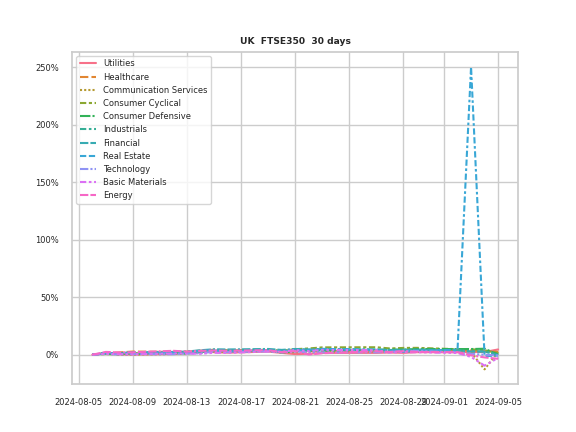 UK FTSE350 30 days
250%
200%
150%
100%
50%
0%
Utilities
Healthcare
Communication Services
Consumer Cyclical
Consumer Defensive
Industrials
Financial
Real Estate
Technology
Basic Materials
Energy
2024-08-05 2024-08-09 2024-08-13 2024-08-17 2024-08-21 2024-08-25 2024-08-29 2024-09-01 2024-09-05